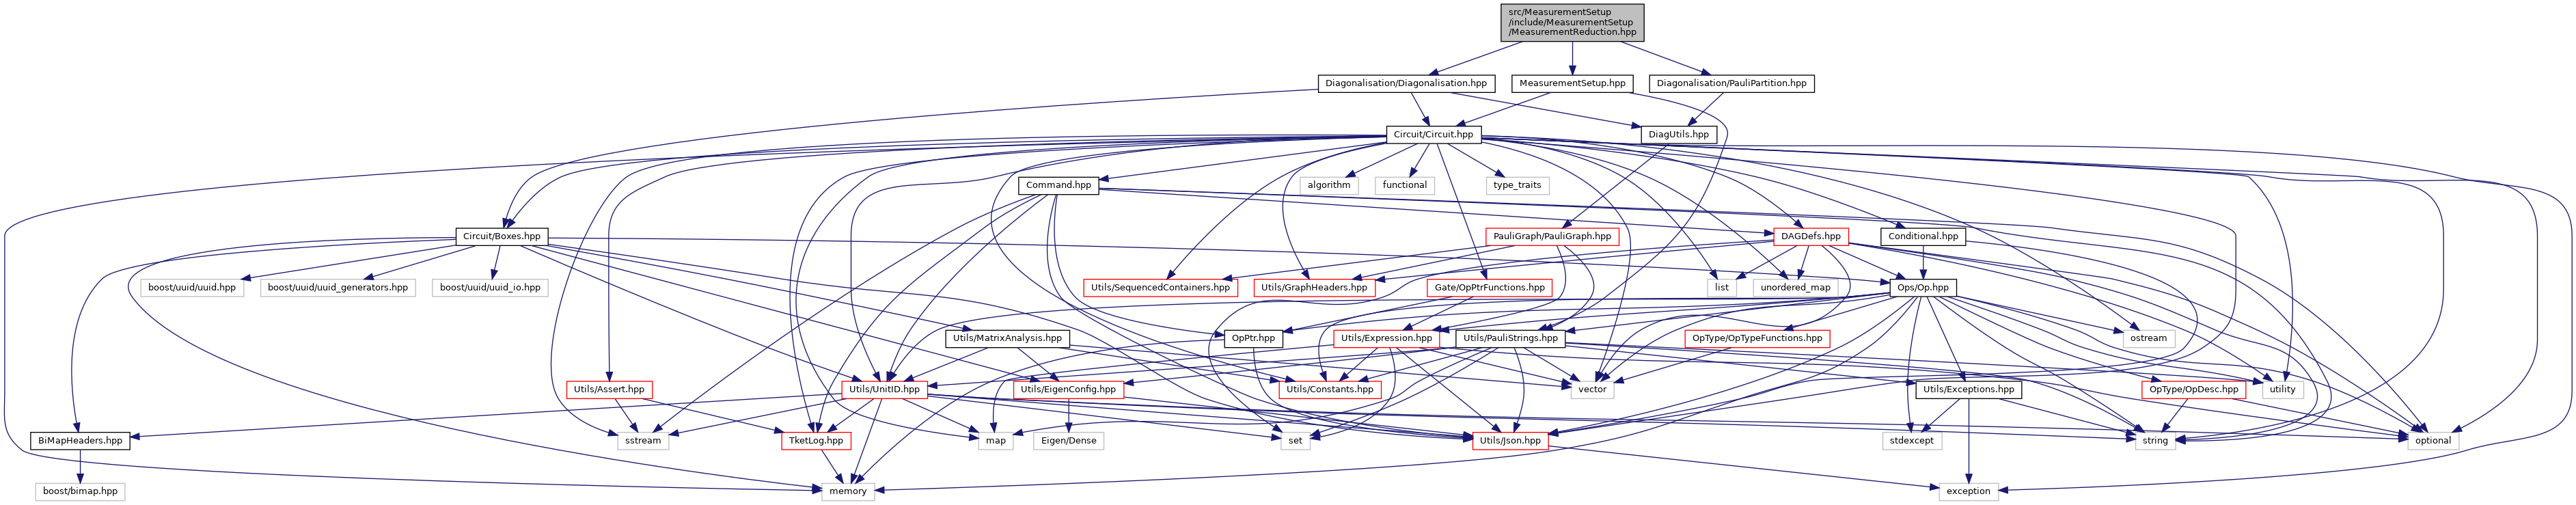 src/MeasurementSetup
/include/MeasurementSetup
/MeasurementReduction.hpp
Diagonalisation/Diagonalisation.hpp
MeasurementSetup.hpp
Diagonalisation/PauliPartition.hpp
Circuit/Circuit.hpp
DiagUtils.hpp
Command.hpp
algorithm
functional
type_traits
Circuit/Boxes.hpp
PauliGraph/PauliGraph.hpp
DAGDefs.hpp
Conditional.hpp
boost/uuid/uuid.hpp
boost/uuid/uuid_generators.hpp
boost/uuid/uuid_io.hpp
Utils/SequencedContainers.hpp
Utils/GraphHeaders.hpp
Gate/OpPtrFunctions.hpp
list
unordered_map
Ops/Op.hpp
Utils/MatrixAnalysis.hpp
OpPtr.hpp
Utils/Expression.hpp
Utils/PauliStrings.hpp
OpType/OpTypeFunctions.hpp
ostream
Utils/Assert.hpp
Utils/UnitID.hpp
Utils/EigenConfig.hpp
Utils/Constants.hpp
vector
Utils/Exceptions.hpp
OpType/OpDesc.hpp
utility
BiMapHeaders.hpp
sstream
TketLog.hpp
map
Eigen/Dense
set
Utils/Json.hpp
stdexcept
string
optional
boost/bimap.hpp
memory
exception